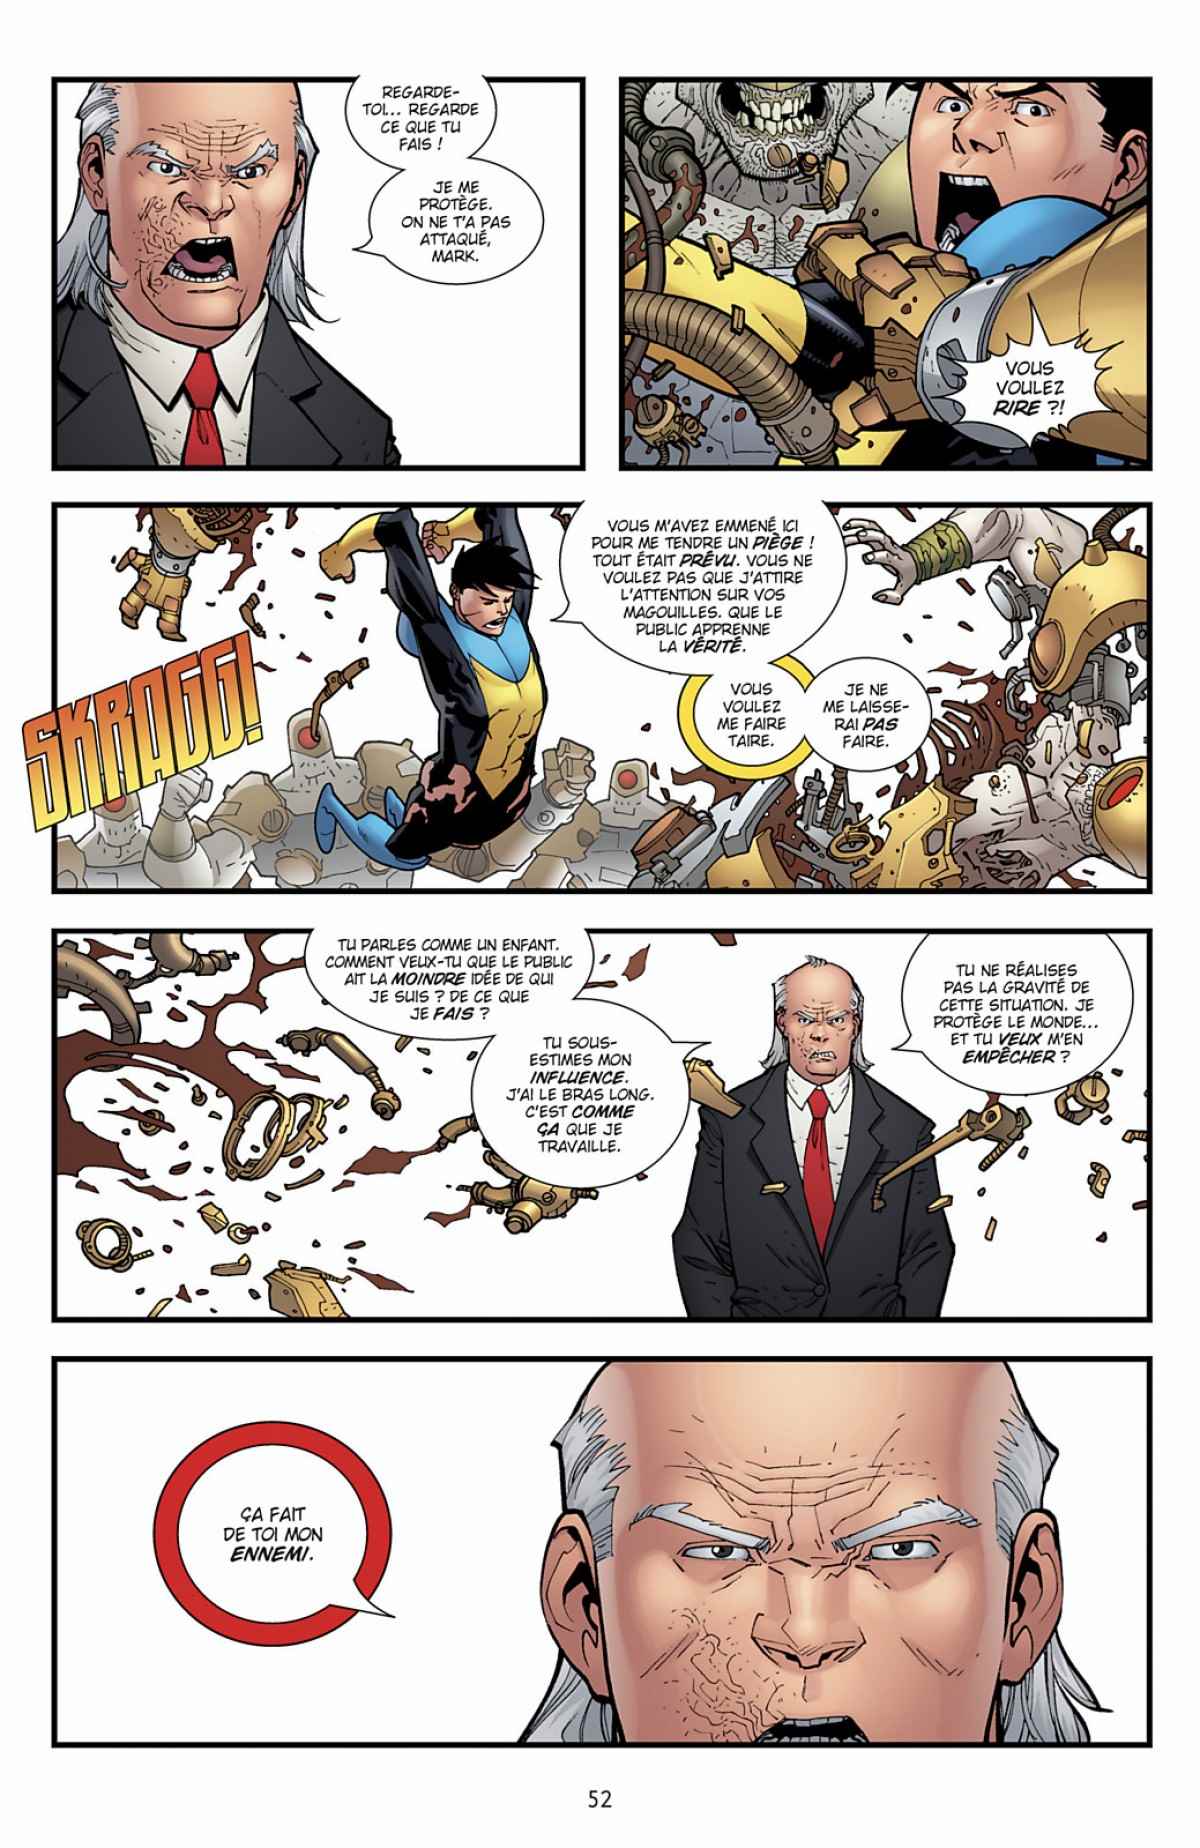 REGARDE-
TOI... REGARDE
CE QUE TU
FAIS !
JE ME
PROTÈGE.
ON NE T'A PAS
ATTAQUÉ,
MARK.
VOUS
VOULEZ
RIRE ?!
VOUS M'AVEZ EMMENÉ ICI
POUR ME TENDRE UN PIÈGE !
TOUT ÉTAIT PRÉVU. VOUS NE
VOULEZ PAS QUE J'ATTIRE
L'ATTENTION SUR VOS
MAGOUILLES. QUE LE
PUBLIC APPRENNE
LA VÉRITÉ.
VOUS
VOULEZ
ME FAIRE
TAIRE.
JE NE
ME LAISSE-
RAI PAS
FAIRE.
SKRAGG!
TU PARLES COMME UN ENFANT.
COMMENT VEUX-TU QUE LE PUBLIC
AIT LA MOINDRE IDÉE DE QUI
JE SUIS ? DE CE QUE
JE FAIS ?
TU SOUS-
ESTIMES MON
INFLUENCE.
J'AI LE BRAS LONG.
C'EST COMME
ÇA QUE JE
TRAVAILLE.
TU NE RÉALISES
PAS LA GRAVITÉ DE
CETTE SITUATION. JE
PROTÈGE LE MONDE...
ET TU VEUX M'EN
EMPÊCHER ?
ÇA FAIT
DE TOI MON
ENNEMI.
52